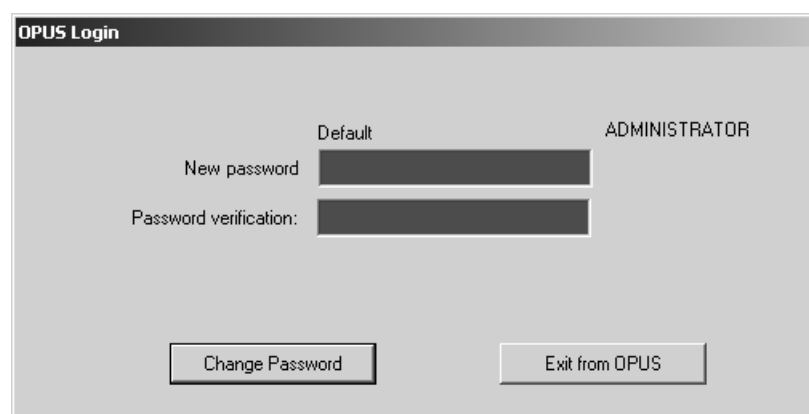 OPUS Login
Default ADMINISTRATOR
New password
Password verification:
Change Password Exit from OPUS